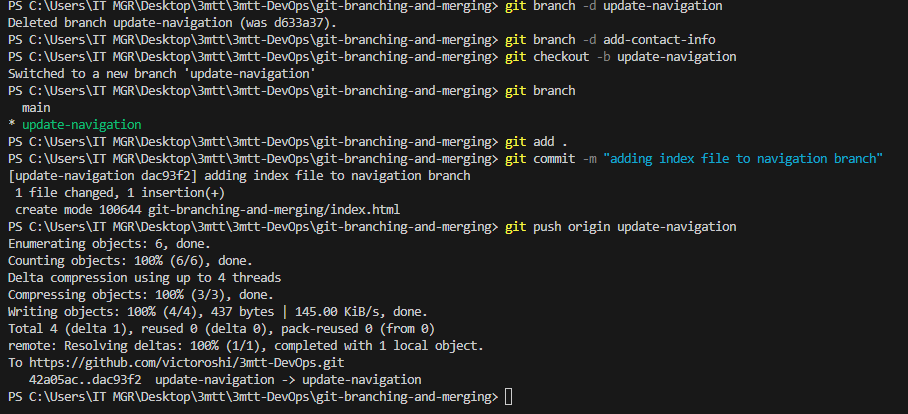 PS C:\Users\IT MGR\Desktop\3mtt\3mtt-DevOps\git-branching-and-merging> git branch -d update-navigation
Deleted branch update-navigation (was d633a37).
PS C:\Users\IT MGR\Desktop\3mtt\3mtt-DevOps\git-branching-and-merging> git branch -d add-contact-info
PS C:\Users\IT MGR\Desktop\3mtt\3mtt-DevOps\git-branching-and-merging> git checkout -b update-navigation
Switched to a new branch 'update-navigation'
PS C:\Users\IT MGR\Desktop\3mtt\3mtt-DevOps\git-branching-and-merging> git branch
  main
* update-navigation
PS C:\Users\IT MGR\Desktop\3mtt\3mtt-DevOps\git-branching-and-merging> git add .
PS C:\Users\IT MGR\Desktop\3mtt\3mtt-DevOps\git-branching-and-merging> git commit -m "adding index file to navigation branch"
[update-navigation dac93f2] adding index file to navigation branch
 1 file changed, 1 insertion(+)
 create mode 100644 git-branching-and-merging/index.html
PS C:\Users\IT MGR\Desktop\3mtt\3mtt-DevOps\git-branching-and-merging> git push origin update-navigation
Enumerating objects: 6, done.
Counting objects: 100% (6/6), done.
Delta compression using up to 4 threads
Compressing objects: 100% (3/3), done.
Writing objects: 100% (4/4), 437 bytes | 145.00 KiB/s, done.
Total 4 (delta 1), reused 0 (delta 0), pack-reused 0 (from 0)
remote: Resolving deltas: 100% (1/1), completed with 1 local object.
To https://github.com/victoroshi/3mtt-DevOps.git
   42a05ac..dac93f2  update-navigation -> update-navigation
PS C:\Users\IT MGR\Desktop\3mtt\3mtt-DevOps\git-branching-and-merging>